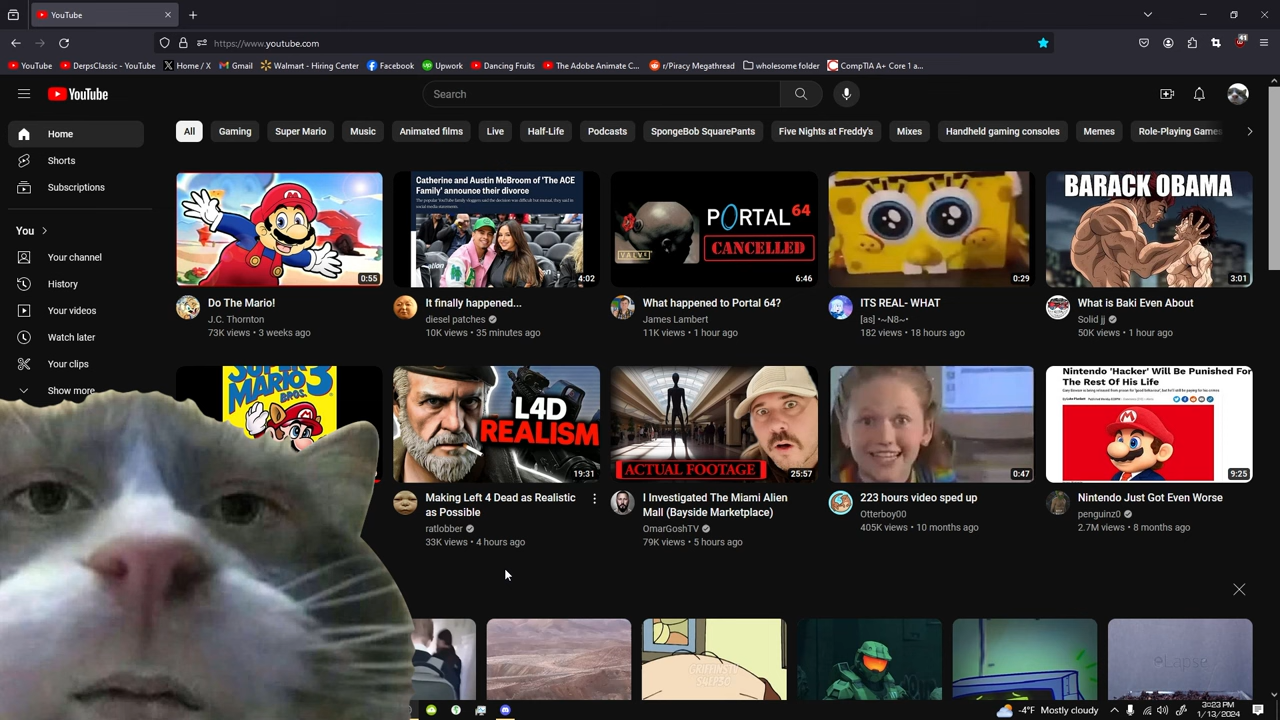 YouTube
https://www.youtube.com
41
YouTube
DerpsClassic - YouTube
Home / X
Gmail
Walmart - Hiring Center
Facebook
Upwork
Dancing Fruits
The Adobe Animate C...
r/Piracy Megathread
wholesome folder
CompTIA A+ Core 1 a...
YouTube
Search
Home
Shorts
Subscriptions
You
Your channel
History
Your videos
Watch later
Your clips
Show more
All
Gaming
Super Mario
Music
Animated films
Live
Half-Life
Podcasts
SpongeBob SquarePants
Five Nights at Freddy's
Mixes
Handheld gaming consoles
Memes
Role-Playing Games
0:55
Do The Mario!
J.C. Thornton
73K views • 3 weeks ago
Catherine and Austin McBroom of 'The ACE
Family' announce their divorce
4:02
It finally happened...
diesel patches
10K views • 35 minutes ago
PORTAL 64
CANCELLED
VALVE
6:46
What happened to Portal 64?
James Lambert
11K views • 1 hour ago
0:29
ITS REAL- WHAT
[as] •~N8~•
182 views • 18 hours ago
BARACK OBAMA
3:01
What is Baki Even About
Solid jj
50K views • 1 hour ago
SUPER
MARIO 3
BROS.
L4D
REALISM
19:31
Making Left 4 Dead as Realistic
as Possible
ratlobber
33K views • 4 hours ago
ACTUAL FOOTAGE
25:57
I Investigated The Miami Alien
Mall (Bayside Marketplace)
OmarGoshTV
79K views • 5 hours ago
0:47
223 hours video sped up
Otterboy00
405K views • 10 months ago
Nintendo 'Hacker' Will Be Punished For
The Rest Of His Life
9:25
Nintendo Just Got Even Worse
penguinz0
2.7M views • 8 months ago
-4°F Mostly cloudy
3:23 PM
1/13/2024